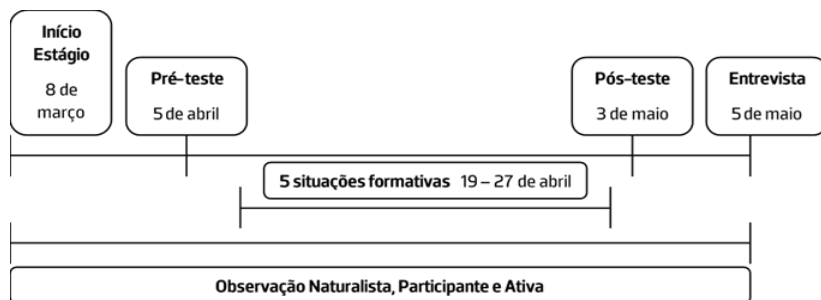 Início
Estágio
8 de
março
Pré-teste
5 de abril
Pós-teste
3 de maio
Entrevista
5 de maio
5 situações formativas 19 – 27 de abril
Observação Naturalista, Participante e Ativa